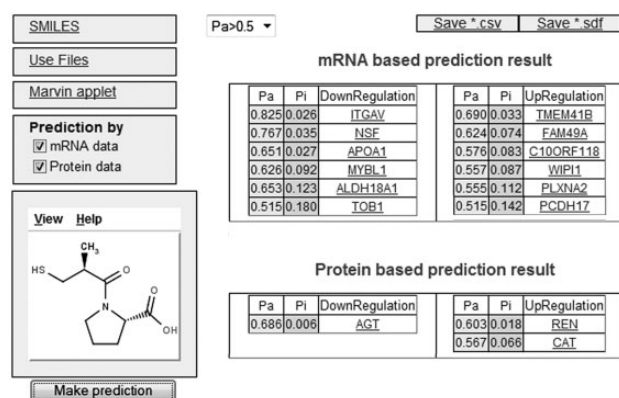 SMILES
Use Files
Marvin applet
Prediction by
mRNA data
Protein data
View Help
CH3
HS
O
N
O
OH
Make prediction
Pa>0.5
Save *.csv Save *.sdf
mRNA based prediction result
Pa Pi DownRegulation
0.825 0.026 ITGAV
0.767 0.035 NSF
0.651 0.027 APOA1
0.626 0.092 MYBL1
0.653 0.123 ALDH18A1
0.515 0.180 TOB1
Pa Pi UpRegulation
0.690 0.033 TMEM41B
0.624 0.074 FAM49A
0.576 0.083 C10ORF118
0.557 0.087 WIPI1
0.555 0.112 PLXNA2
0.515 0.142 PCDH17
Protein based prediction result
Pa Pi DownRegulation
0.686 0.006 AGT
Pa Pi UpRegulation
0.603 0.018 REN
0.567 0.066 CAT